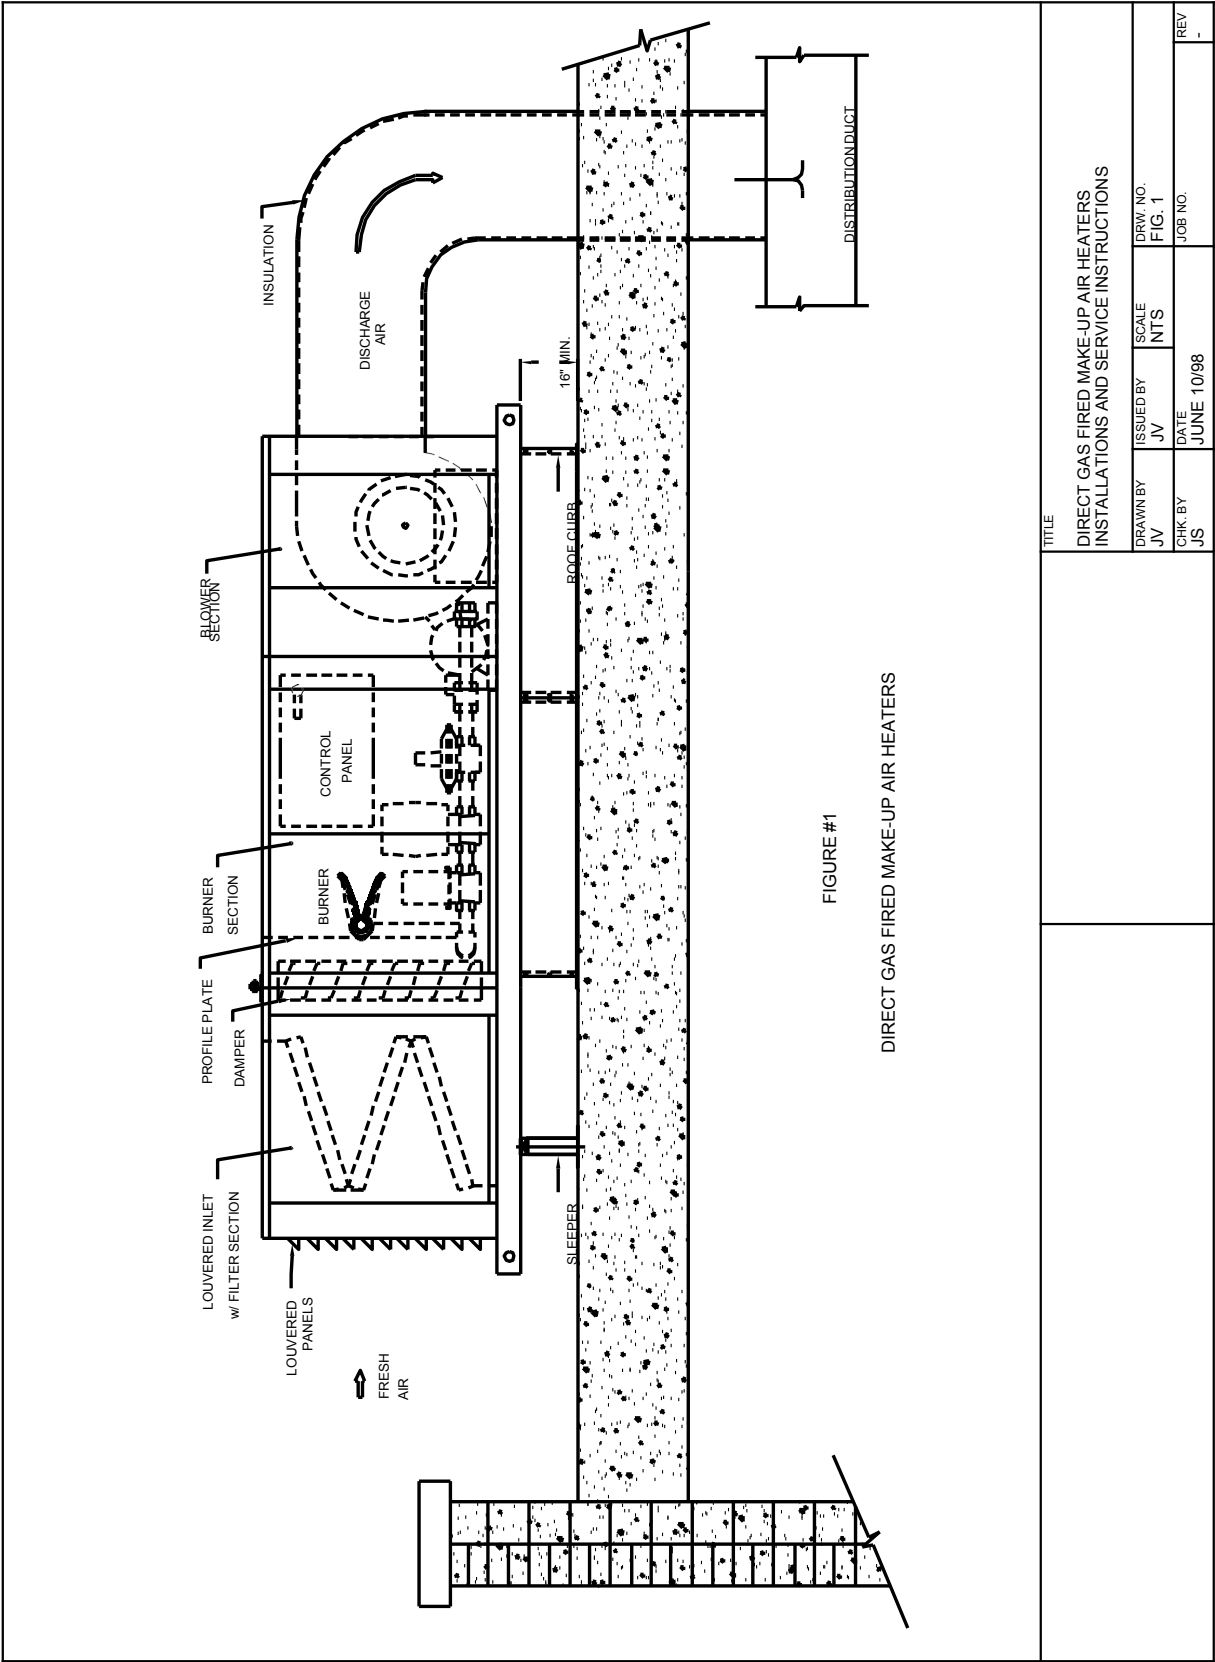 LOUVERED INLET
w/ FILTER SECTION
LOUVERED
PANELS
FRESH
AIR
PROFILE PLATE
DAMPER
BURNER
SECTION
BURNER
CONTROL
PANEL
BLOWER
SECTION
INSULATION
DISCHARGE
AIR
16" MIN.
SLEEPER
ROOF CURB
DISTRIBUTION DUCT
FIGURE #1
DIRECT GAS FIRED MAKE-UP AIR HEATERS
TITLE
DIRECT GAS FIRED MAKE-UP AIR HEATERS
INSTALLATIONS AND SERVICE INSTRUCTIONS
DRAWN BY
JV
ISSUED BY
JV
SCALE
NTS
DRW. NO.
FIG. 1
CHK. BY
JS
DATE
JUNE 10/98
JOB NO.
REV
-